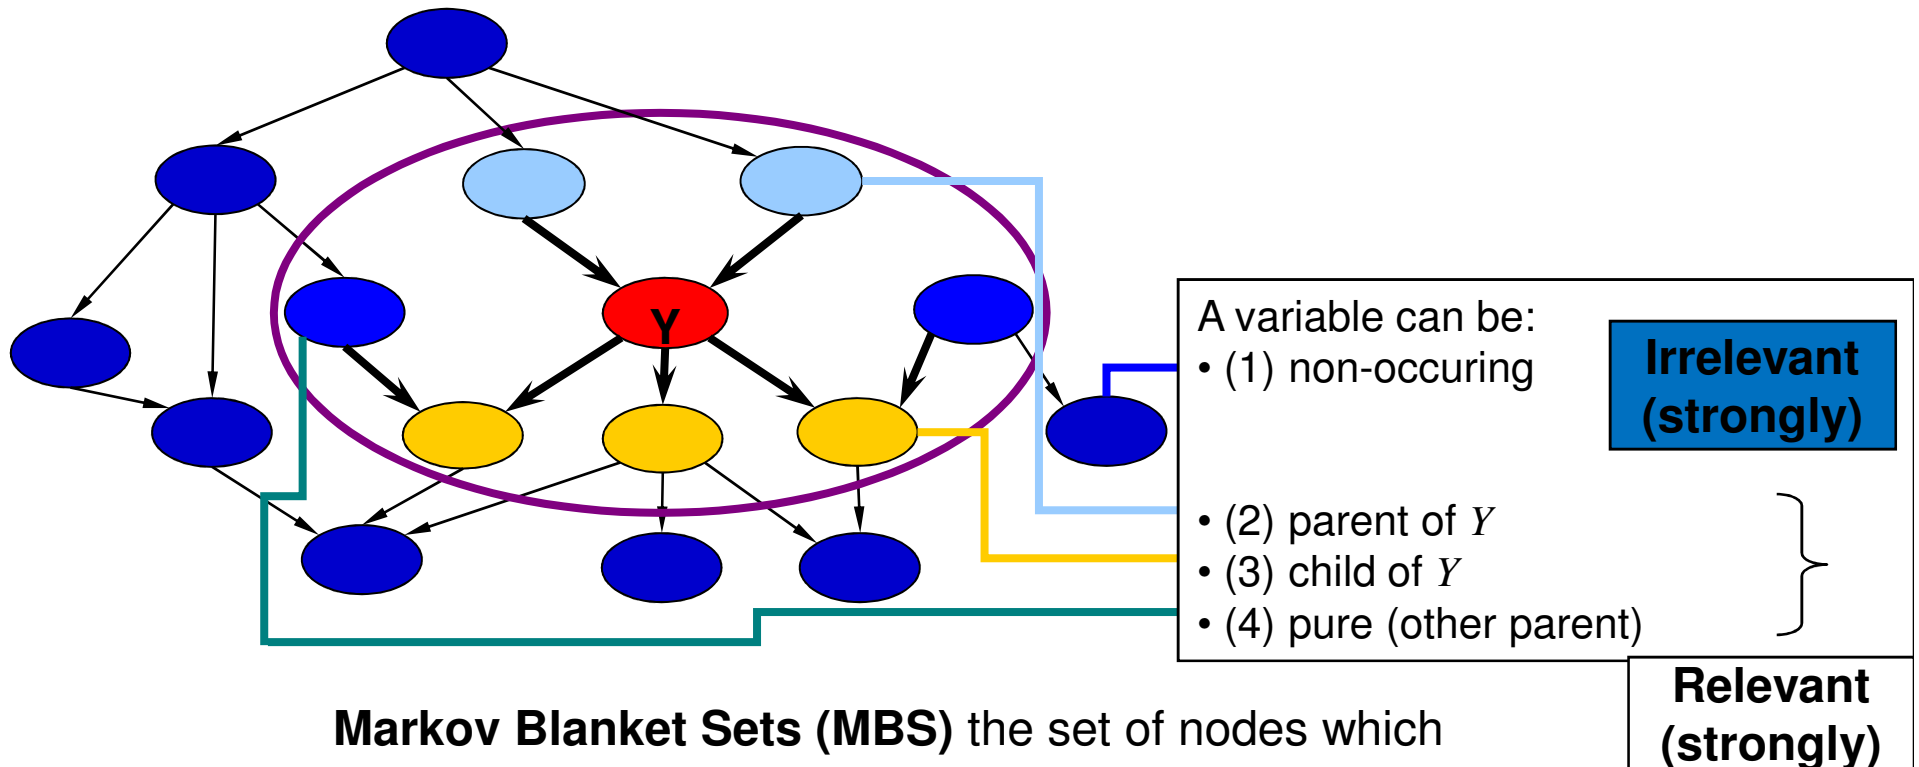 Y
A variable can be:
• (1) non-occuring
Irrelevant
(strongly)
• (2) parent of Y
• (3) child of Y
• (4) pure (other parent)
Relevant
(strongly)
Markov Blanket Sets (MBS) the set of nodes which